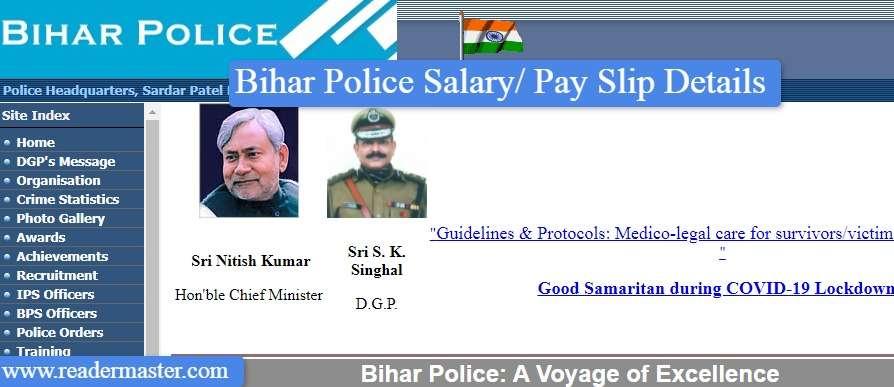 BIHAR POLICE
Police Headquarters, Sardar Patel
Bihar Police Salary/ Pay Slip Details
Site Index
Home
DGP's Message
Organisation
Crime Statistics
Photo Gallery
Awards
Achievements
Recruitment
IPS Officers
BPS Officers
Police Orders
Training
Sri Nitish Kumar
Hon'ble Chief Minister
Sri S. K.
Singhal
D.G.P.
"Guidelines & Protocols: Medico-legal care for survivors/victim
"
Good Samaritan during COVID-19 Lockdown
www.readermaster.com
Bihar Police: A Voyage of Excellence